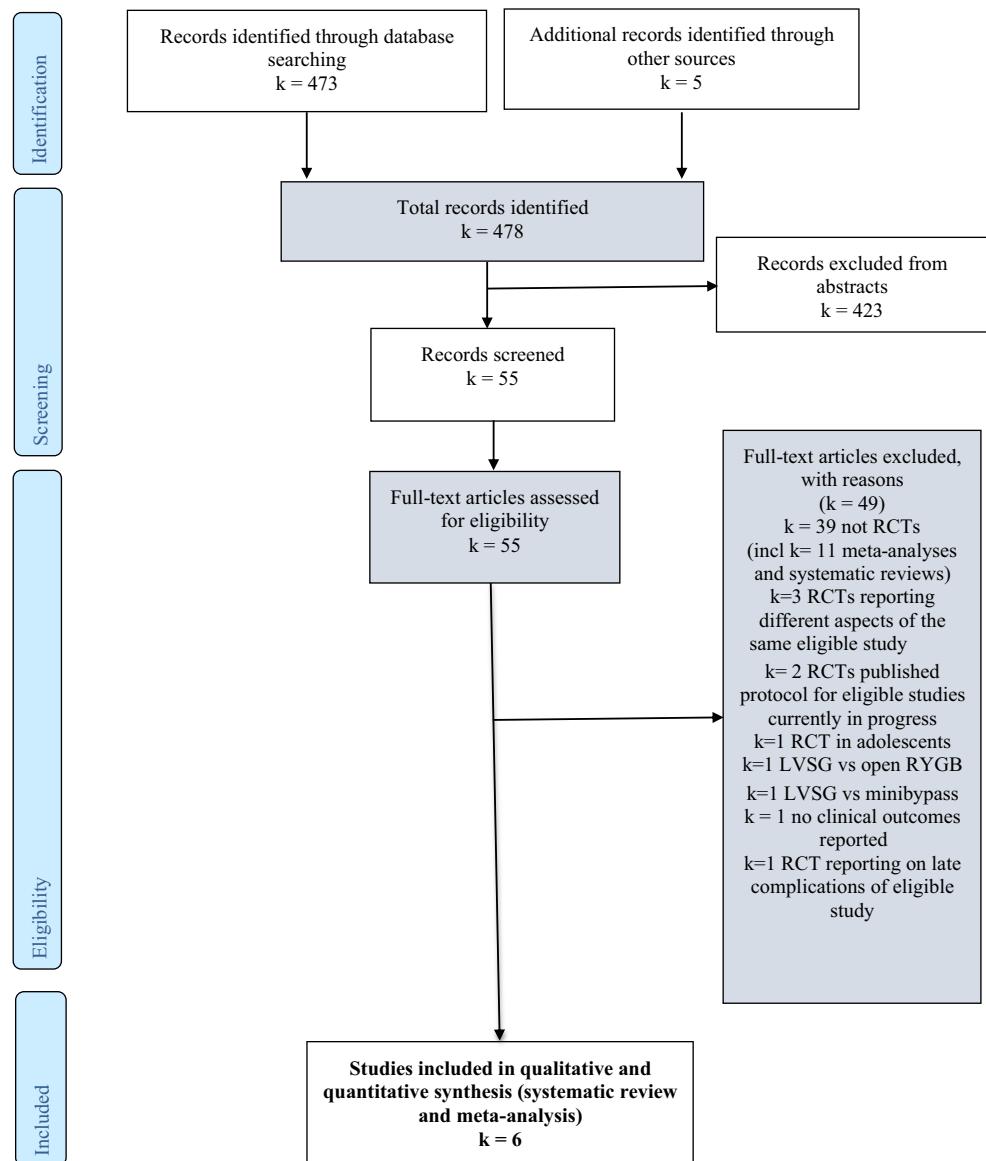 Identification
Records identified through database
searching
k = 473
Additional records identified through
other sources
k = 5
Total records identified
k = 478
Screening
Records excluded from
abstracts
k = 423
Records screened
k = 55
Eligibility
Full-text articles assessed
for eligibility
k = 55
Full-text articles excluded,
with reasons
(k = 49)
k = 39 not RCTs
(incl k= 11 meta-analyses
and systematic reviews)
k=3 RCTs reporting
different aspects of the
same eligible study
k= 2 RCTs published
protocol for eligible studies
currently in progress
k=1 RCT in adolescents
k=1 LVSG vs open RYGB
k=1 LVSG vs minibypass
k = 1 no clinical outcomes
reported
k=1 RCT reporting on late
complications of eligible
study
Included
Studies included in qualitative and
quantitative synthesis (systematic review
and meta-analysis)
k = 6